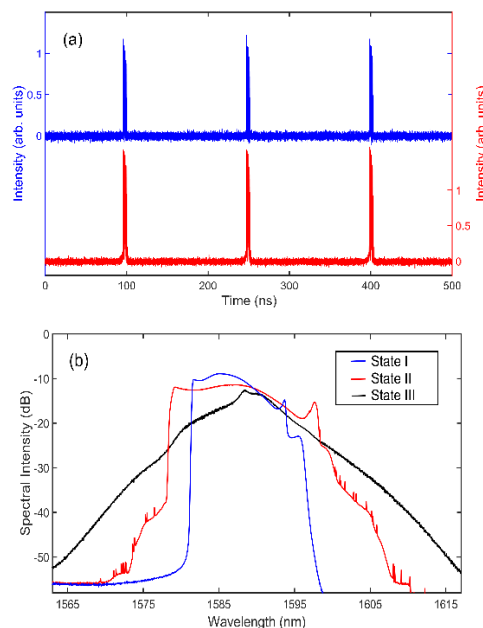 (a)
1
0.5
0
Intensity (arb. units)
Intensity (arb. units)
1
0.5
0
0 100 200 300 400 500
Time (ns)
(b)
State I
State II
State III
0
-10
-20
-30
-40
-50
Spectral Intensity (dB)
1565 1575 1585 1595 1605 1615
Wavelength (nm)